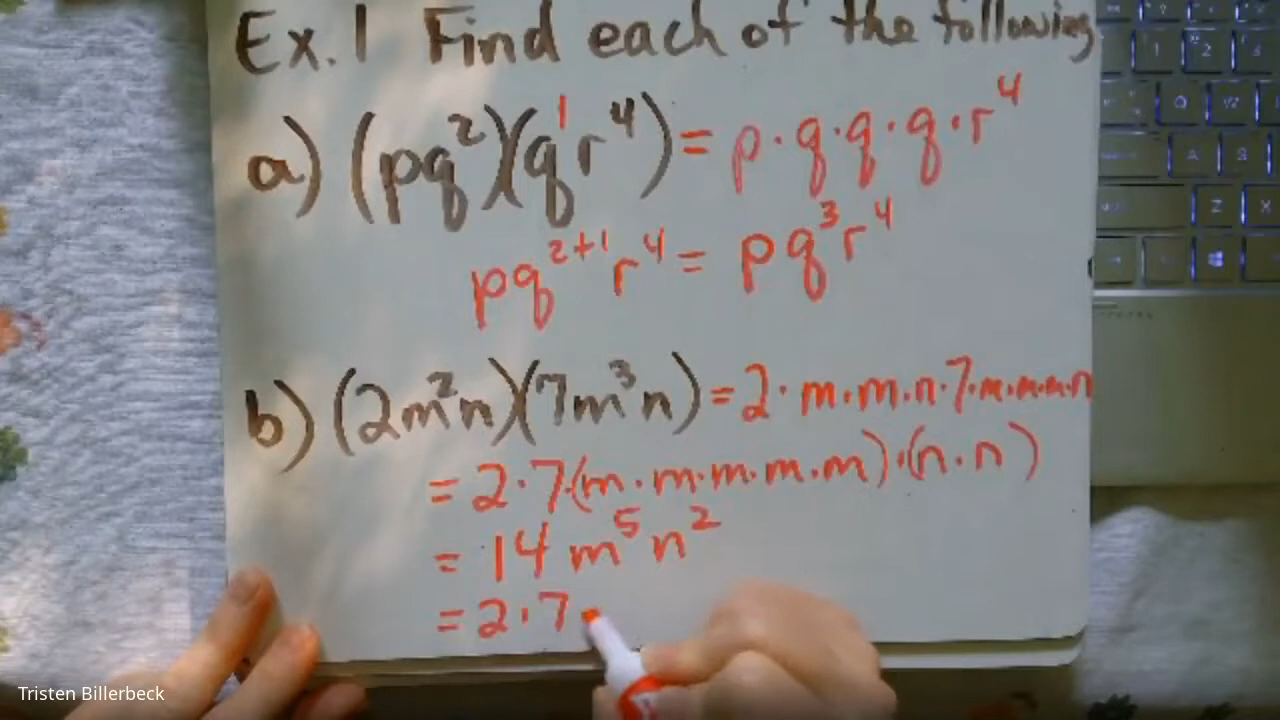 Ex. 1 Find each of the following
a) (pq²)(q¹r⁴) = p·q·q·q·r⁴
pq²⁺¹r⁴ = pq³r⁴
b) (2m²n)(7m³n) = 2·m·m·n·7·m·m·m·n
= 2·7·(m·m·m·m·m)·(n·n)
= 14m⁵n²
= 2·7
Tristen Billerbeck